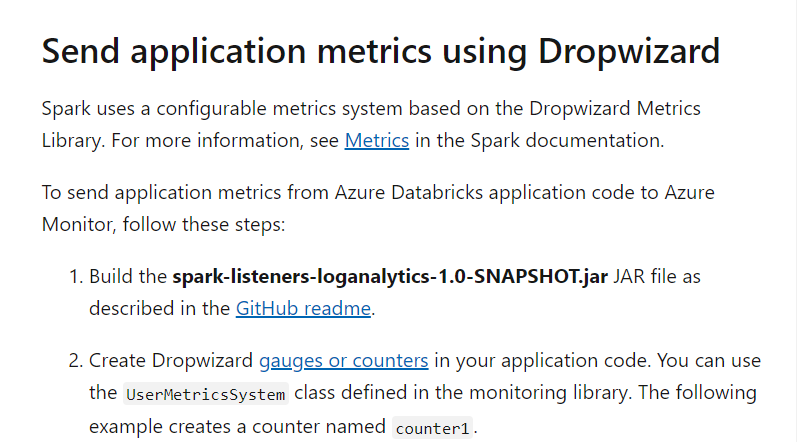 Send application metrics using Dropwizard
Spark uses a configurable metrics system based on the Dropwizard Metrics
Library. For more information, see Metrics in the Spark documentation.
To send application metrics from Azure Databricks application code to Azure
Monitor, follow these steps:
1. Build the spark-listeners-loganalytics-1.0-SNAPSHOT.jar JAR file as
described in the GitHub readme.
2. Create Dropwizard gauges or counters in your application code. You can use
the UserMetricsSystem class defined in the monitoring library. The following
example creates a counter named counter1.